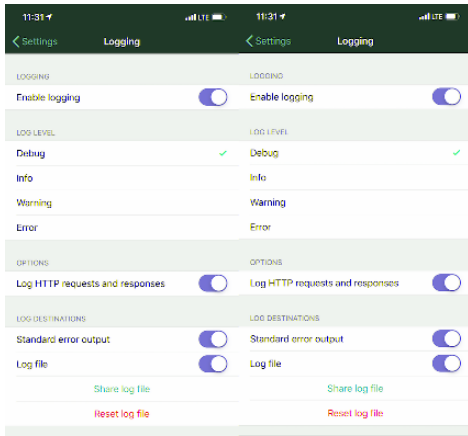 11:31
LTE
Settings
Logging
LOGGING
Enable logging
LOG LEVEL
Debug
Info
Warning
Error
OPTIONS
Log HTTP requests and responses
LOG DESTINATIONS
Standard error output
Log file
Share log file
Reset log file
11:31
LTE
Settings
Logging
LOGGING
Enable logging
LOG LEVEL
Debug
Info
Warning
Error
OPTIONS
Log HTTP requests and responses
LOG DESTINATIONS
Standard error output
Log file
Share log file
Reset log file